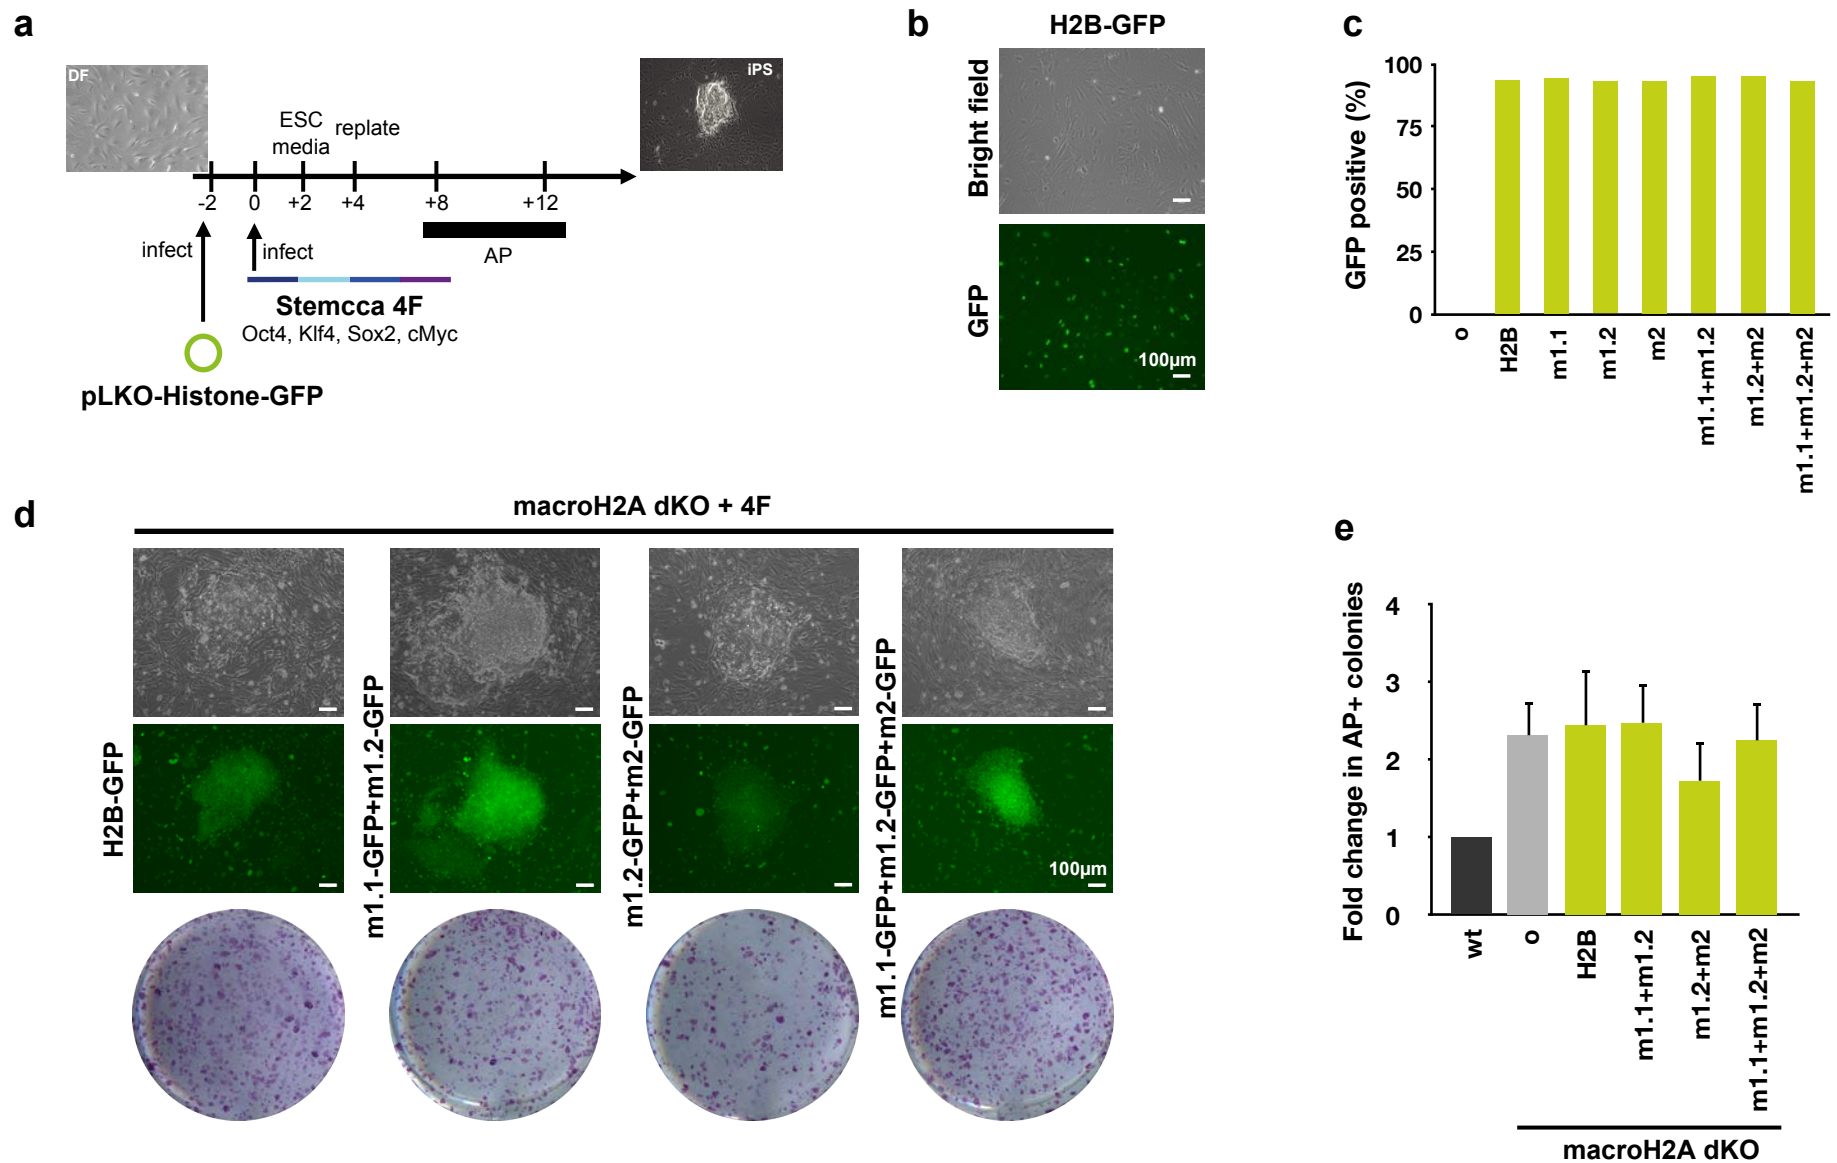 a
DF
iPS
ESC
media
replate
-2
0
+2
+4
+8
+12
infect
infect
AP
Stemcca 4F
Oct4, Klf4, Sox2, cMyc
pLKO-Histone-GFP
b
H2B-GFP
Bright field
GFP
100µm
c
GFP positive (%)
100
75
50
25
0
o
H2B
m1.1
m1.2
m2
m1.1+m1.2
m1.2+m2
m1.1+m1.2+m2
d
macroH2A dKO + 4F
H2B-GFP
m1.1-GFP+m1.2-GFP
m1.2-GFP+m2-GFP
m1.1-GFP+m1.2-GFP+m2-GFP
100µm
e
Fold change in AP+ colonies
4
3
2
1
0
wt
o
H2B
m1.1+m1.2
m1.2+m2
m1.1+m1.2+m2
macroH2A dKO